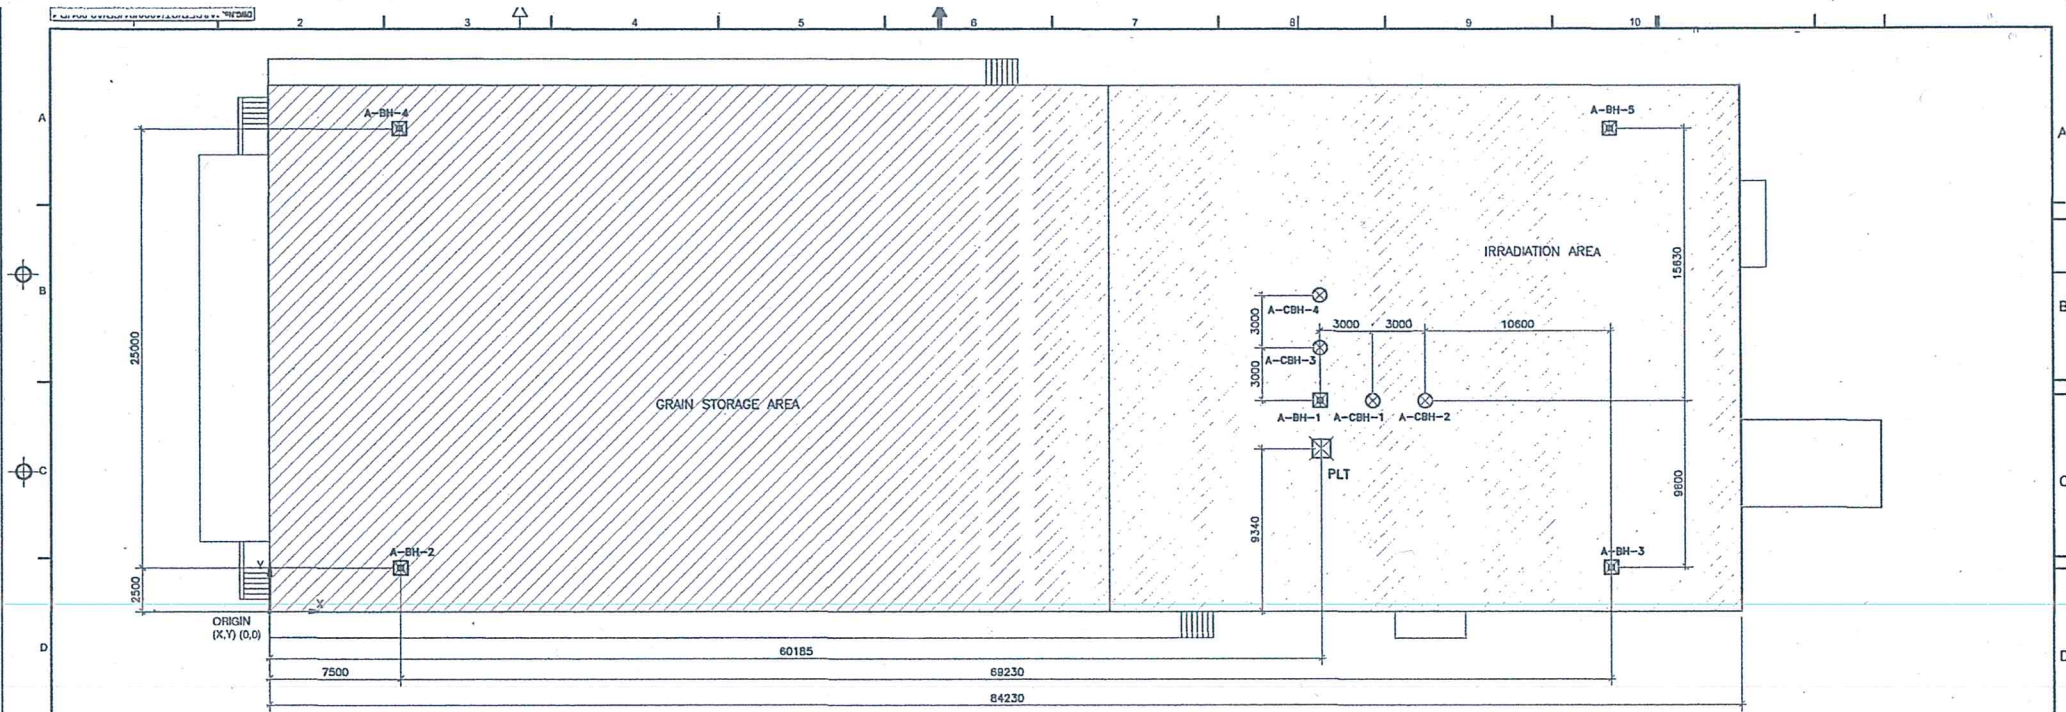 2 3 4 5 6 7 8 9 10
A A
A-BH-4 A-BH-5
IRRADIATION AREA
15630
B B
A-CBH-4
3000 3000 3000 10600
A-CBH-3
25000
3000
GRAIN STORAGE AREA
A-BH-1 A-CBH-1 A-CBH-2
C C
PLT
9800
9340
A-BH-2 A-BH-3
Y
2500
X
ORIGIN
(X,Y) (0,0)
D D
60185
7500 69230
84230